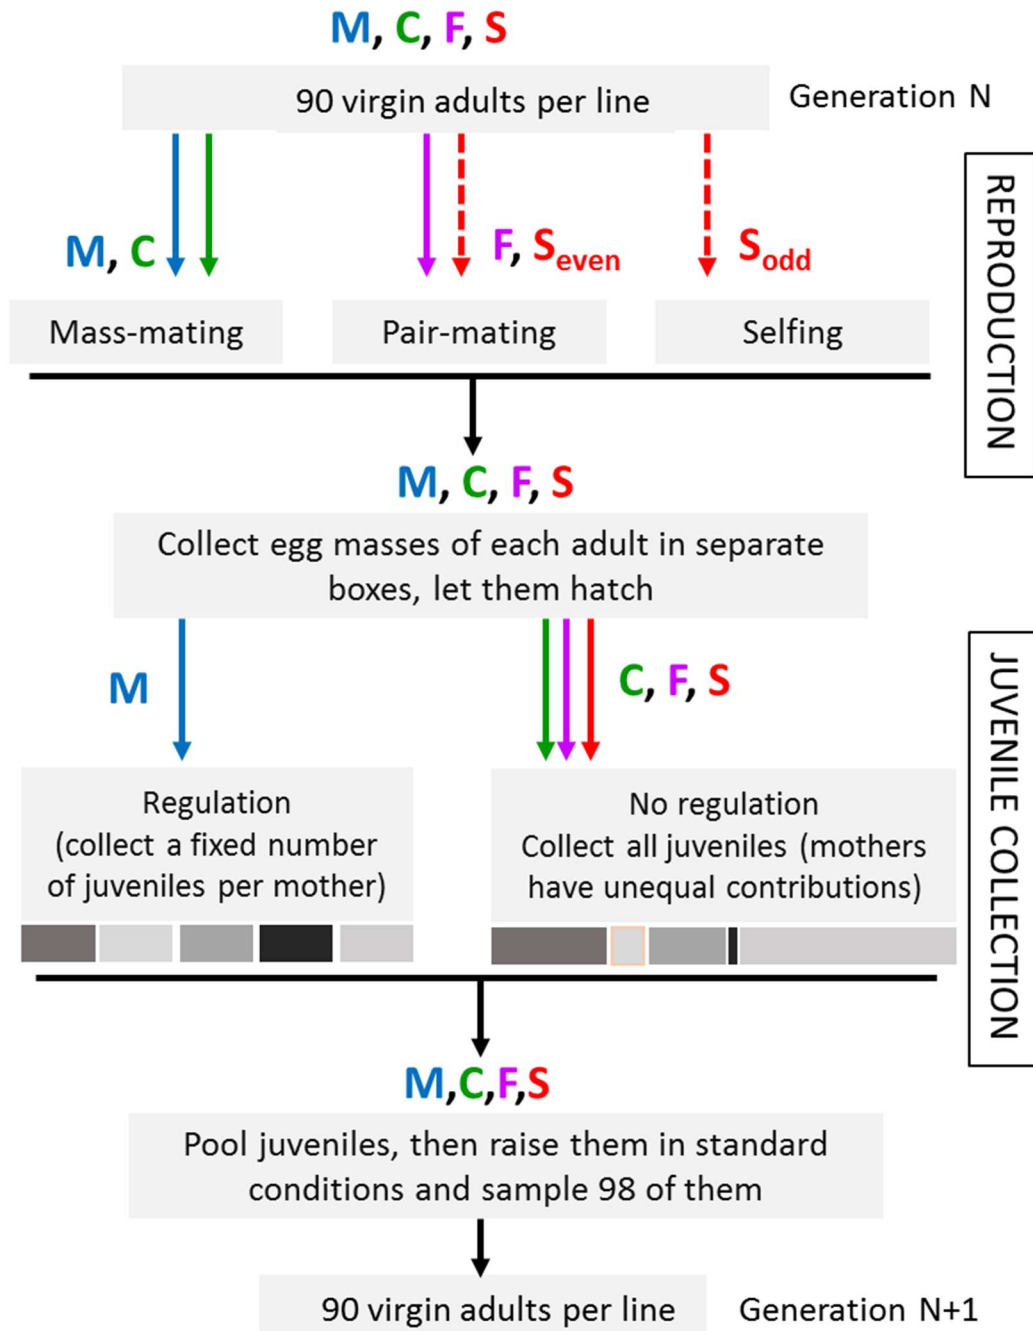 M, C, F, S
90 virgin adults per line
Generation N
REPRODUCTION
M, C
F, Seven
Sodd
Mass-mating
Pair-mating
Selfing
M, C, F, S
Collect egg masses of each adult in separate
boxes, let them hatch
JUVENILE COLLECTION
M
C, F, S
Regulation
(collect a fixed number
of juveniles per mother)
No regulation
Collect all juveniles (mothers
have unequal contributions)
M,C,F,S
Pool juveniles, then raise them in standard
conditions and sample 98 of them
90 virgin adults per line
Generation N+1